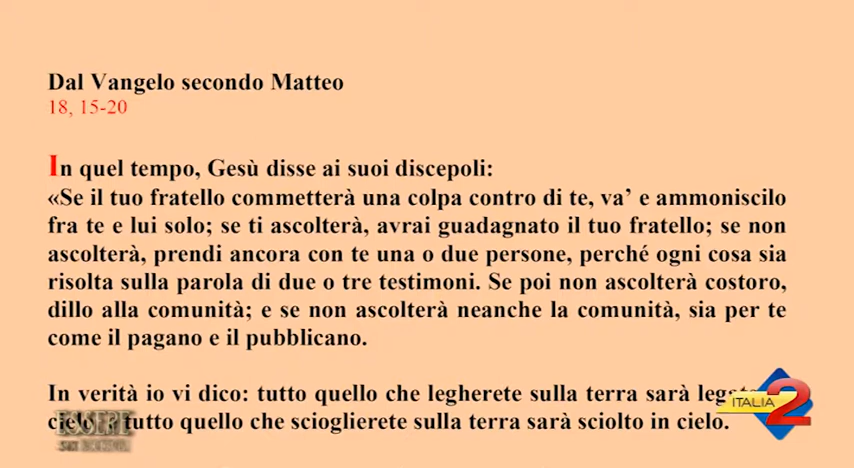 Dal Vangelo secondo Matteo
18, 15-20
In quel tempo, Gesù disse ai suoi discepoli:
«Se il tuo fratello commetterà una colpa contro di te, va’ e ammoniscilo
fra te e lui solo; se ti ascolterà, avrai guadagnato il tuo fratello; se non
ascolterà, prendi ancora con te una o due persone, perché ogni cosa sia
risolta sulla parola di due o tre testimoni. Se poi non ascolterà costoro,
dillo alla comunità; e se non ascolterà neanche la comunità, sia per te
come il pagano e il pubblicano.
In verità io vi dico: tutto quello che legherete sulla terra sarà
tutto quello che scioglierete sulla terra sarà sciolto in cielo.
ITALIA 2
ESSERE